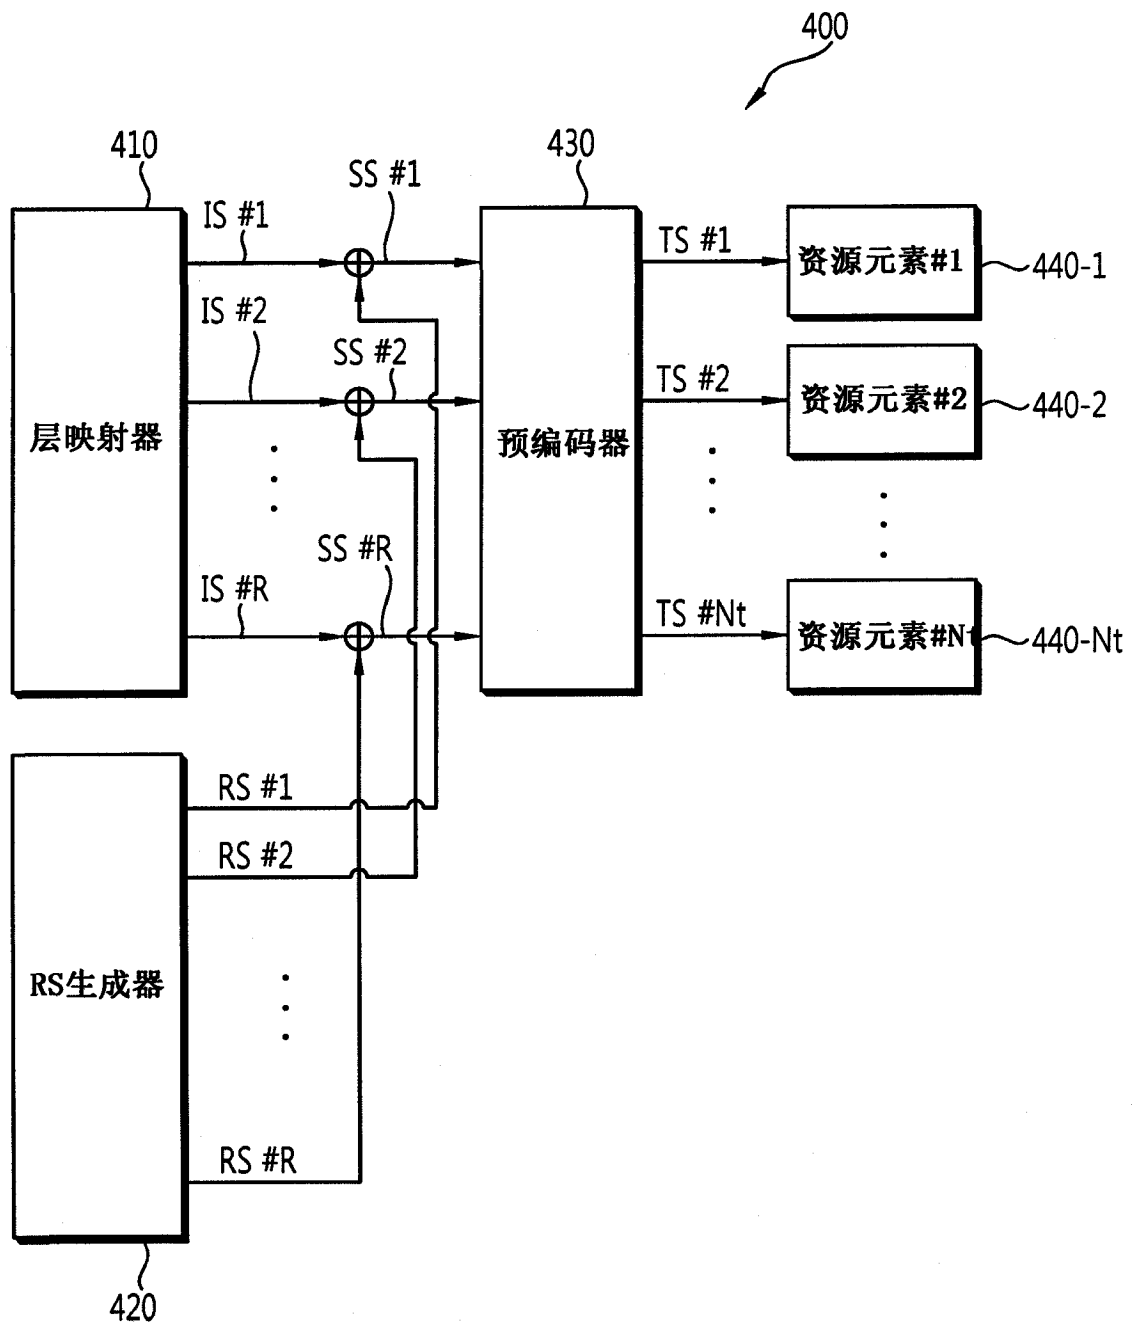 400
410
430
IS #1
SS #1
TS #1
资源元素#1
440-1
IS #2
SS #2
TS #2
资源元素#2
440-2
层映射器
预编码器
IS #R
SS #R
TS #Nt
资源元素#Nt
440-Nt
RS #1
RS #2
RS生成器
RS #R
420